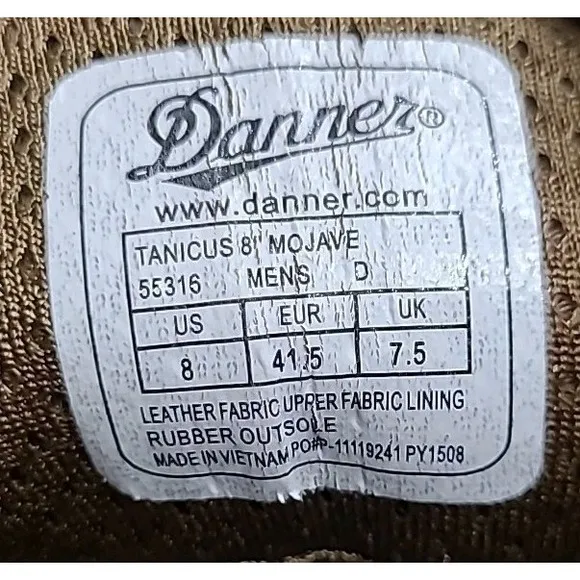 Danner®
www.danner.com
TANICUS 8" MOJAVE
55316 MENS D
US EUR UK
8 41.5 7.5
LEATHER FABRIC UPPER FABRIC LINING
RUBBER OUTSOLE
MADE IN VIETNAM PO#P-11119241 PY1508